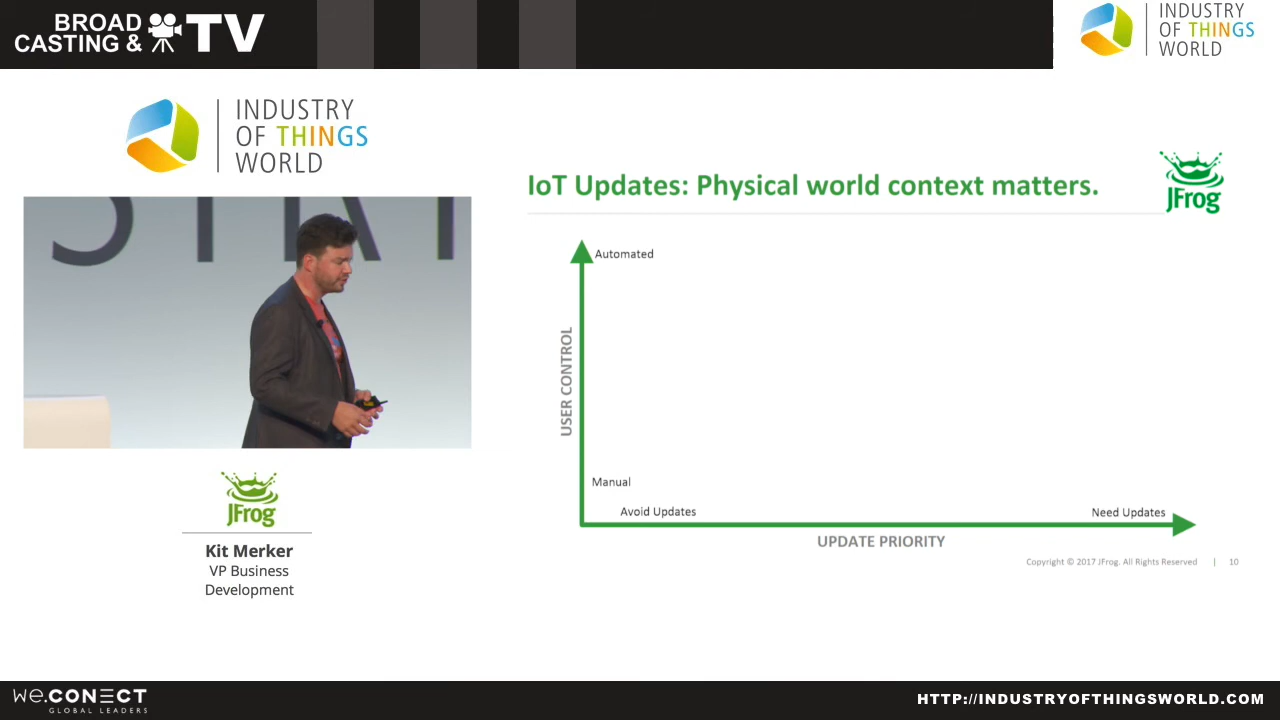 BROAD
CASTING & TV
INDUSTRY
OF THINGS
WORLD
INDUSTRY
OF THINGS
WORLD
IoT Updates: Physical world context matters.
JFrog
Automated
USER CONTROL
Manual
Avoid Updates
Need Updates
UPDATE PRIORITY
Copyright © 2017 JFrog. All Rights Reserved | 10
JFrog
Kit Merker
VP Business
Development
we.CONECT
GLOBAL LEADERS
HTTP://INDUSTRYOFTHINGSWORLD.COM